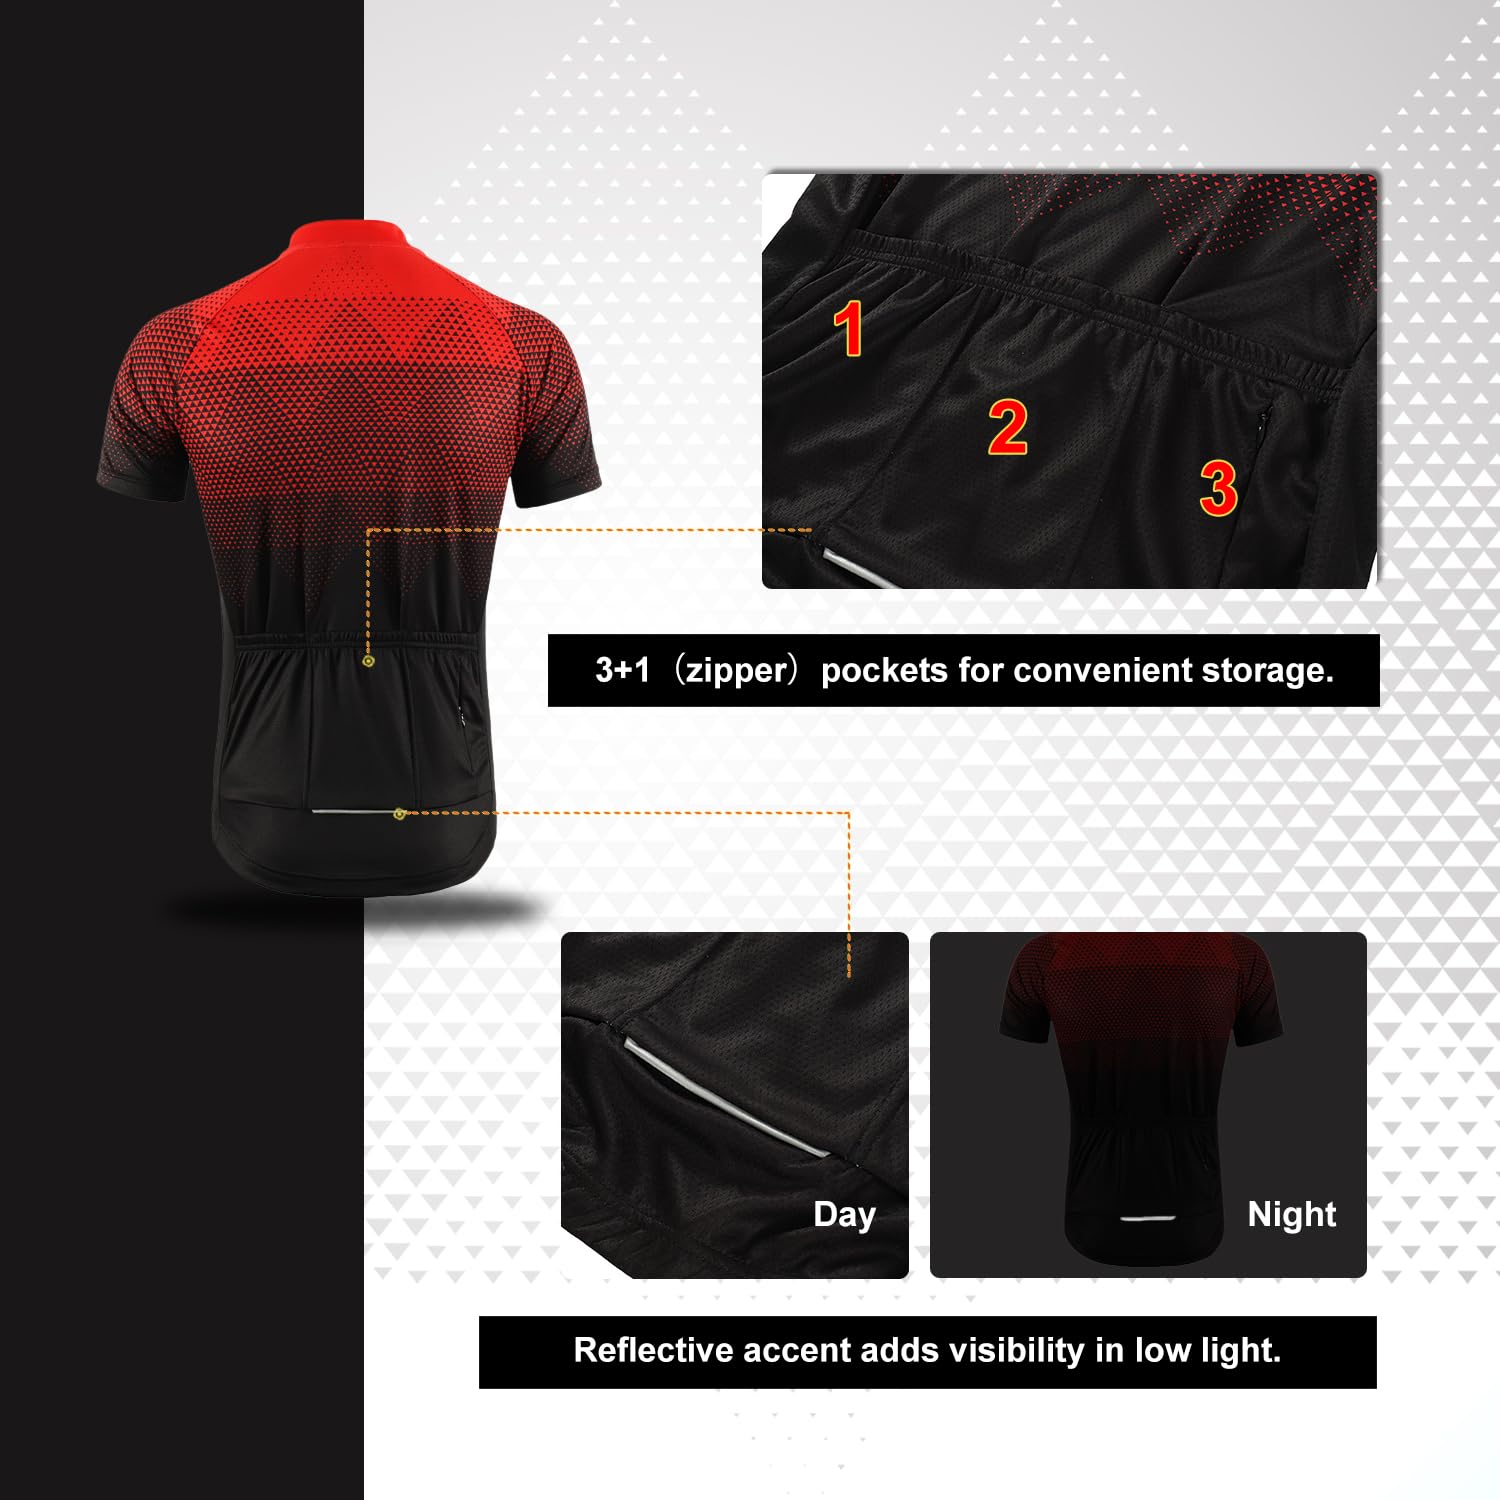 1
2
3
3+1（zipper）pockets for convenient storage.
Day
Night
Reflective accent adds visibility in low light.